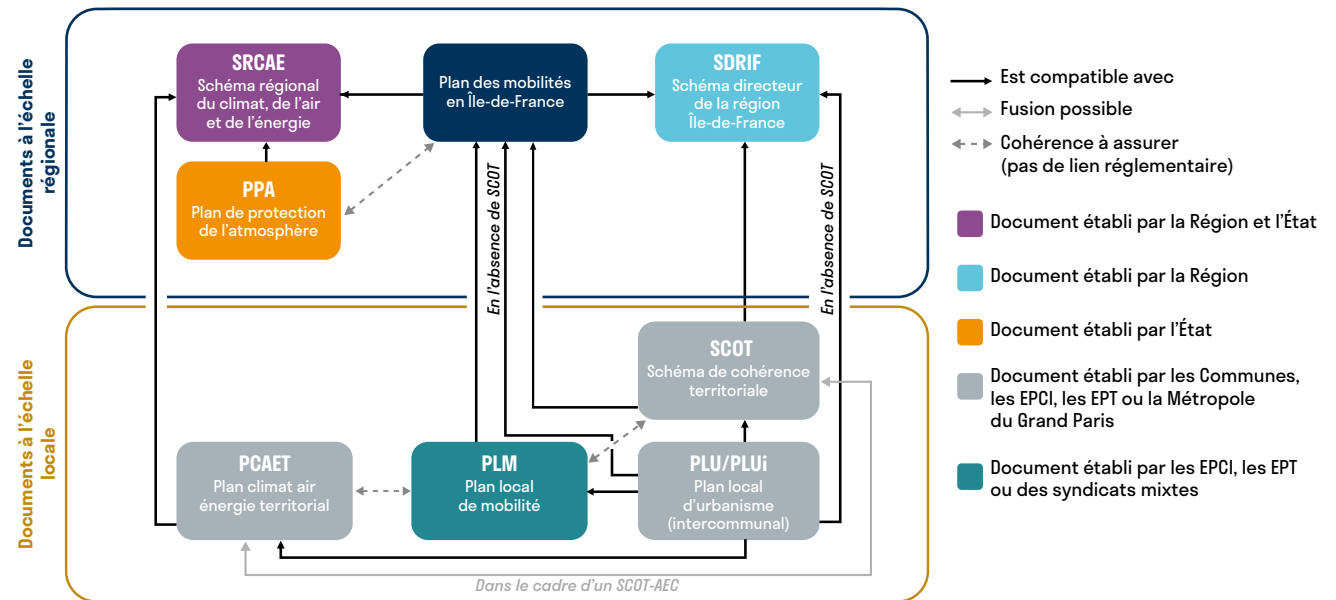 Documents à l'échelle
régionale
SRCAE
Schéma régional
du climat, de l'air
et de l'énergie
Plan des mobilités
en Île-de-France
SDRIF
Schéma directeur
de la région
Île-de-France
PPA
Plan de protection
de l'atmosphère
En l'absence de SCOT
En l'absence de SCOT
Documents à l'échelle
locale
SCOT
Schéma de cohérence
territoriale
PCAET
Plan climat air
énergie territorial
PLM
Plan local
de mobilité
PLU/PLUi
Plan local
d'urbanisme
(intercommunal)
Dans le cadre d'un SCOT-AEC
Est compatible avec
Fusion possible
Cohérence à assurer
(pas de lien réglementaire)
Document établi par la Région et l'État
Document établi par la Région
Document établi par l'État
Document établi par les Communes,
les EPCI, les EPT ou la Métropole
du Grand Paris
Document établi par les EPCI, les EPT
ou des syndicats mixtes